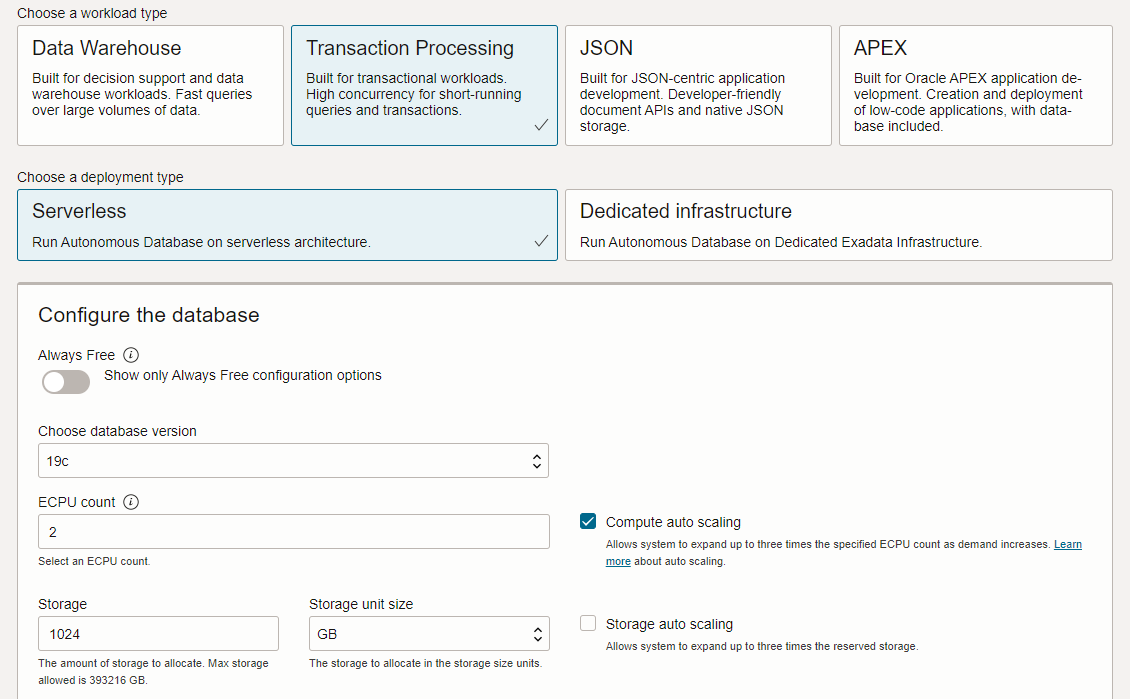 Choose a workload type
Data Warehouse
Built for decision support and data
warehouse workloads. Fast queries
over large volumes of data.
Transaction Processing
Built for transactional workloads.
High concurrency for short-running
queries and transactions.
JSON
Built for JSON-centric application
development. Developer-friendly
document APIs and native JSON
storage.
APEX
Built for Oracle APEX application de-
velopment. Creation and deployment
of low-code applications, with data-
base included.
Choose a deployment type
Serverless
Run Autonomous Database on serverless architecture.
Dedicated infrastructure
Run Autonomous Database on Dedicated Exadata Infrastructure.
Configure the database
Always Free i
Show only Always Free configuration options
Choose database version
19c
ECPU count i
2
Select an ECPU count.
Compute auto scaling
Allows system to expand up to three times the specified ECPU count as demand increases. Learn
more about auto scaling.
Storage
1024
The amount of storage to allocate. Max storage
allowed is 393216 GB.
Storage unit size
GB
The storage to allocate in the storage size units.
Storage auto scaling
Allows system to expand up to three times the reserved storage.